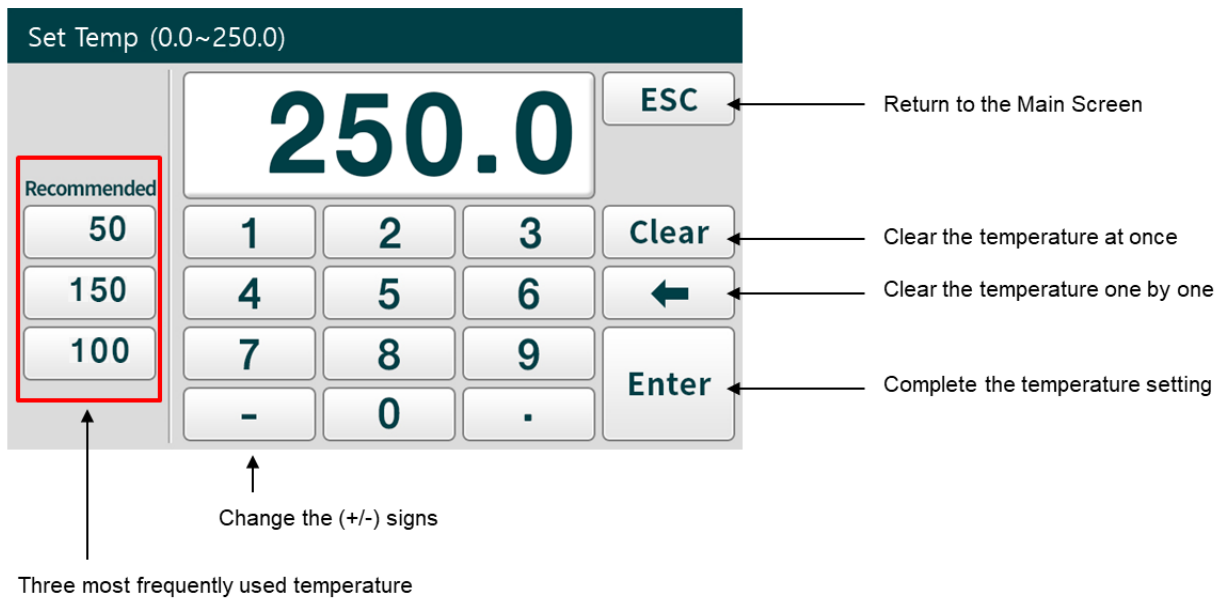 Set Temp (0.0~250.0)
250.0
ESC
Return to the Main Screen
Recommended
50
1
2
3
Clear
Clear the temperature at once
150
4
5
6
←
Clear the temperature one by one
100
7
8
9
Enter
Complete the temperature setting
-
0
.
Change the (+/-) signs
Three most frequently used temperature